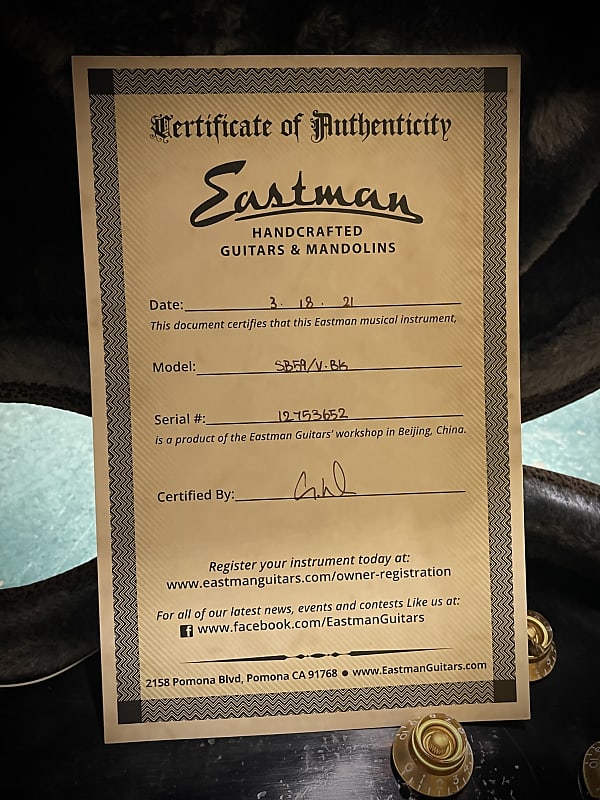 Certificate of Authenticity
Eastman
HANDCRAFTED
GUITARS & MANDOLINS
Date: 3. 18. 21
This document certifies that this Eastman musical instrument,
Model: SB59/V-BK
Serial #: 12753652
is a product of the Eastman Guitars' workshop in Beijing, China.
Certified By:
Register your instrument today at:
www.eastmanguitars.com/owner-registration
For all of our latest news, events and contests Like us at:
f www.facebook.com/EastmanGuitars
2158 Pomona Blvd, Pomona CA 91768 ● www.EastmanGuitars.com